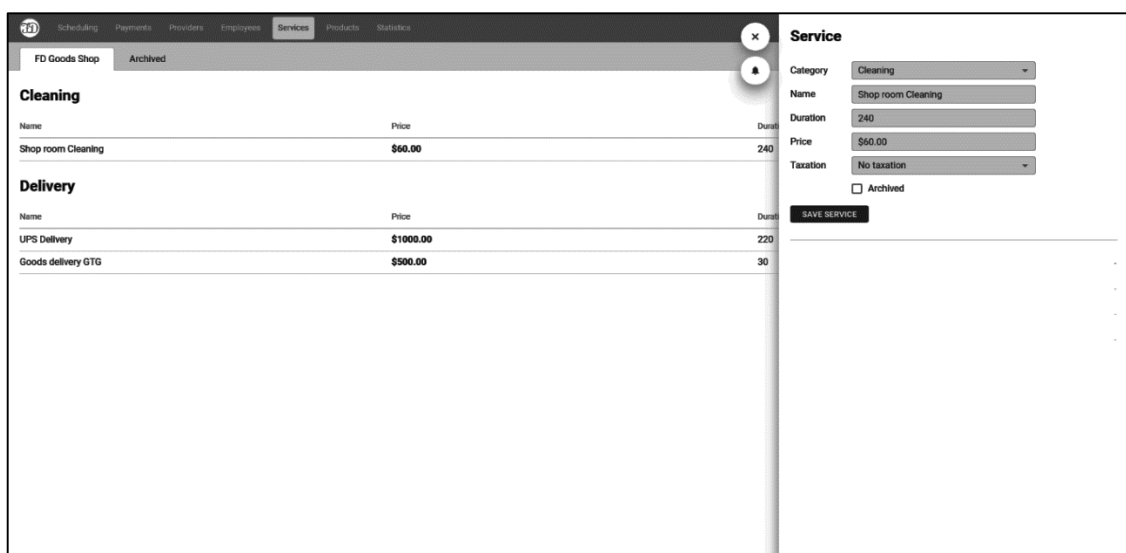 Scheduling Payments Providers Employees Services Products Statistics
FD Goods Shop Archived
Cleaning
Name Price Durati
Shop room Cleaning $60.00 240
Delivery
Name Price Durati
UPS Delivery $1000.00 220
Goods delivery GTG $500.00 30
Service
Category Cleaning
Name Shop room Cleaning
Duration 240
Price $60.00
Taxation No taxation
Archived
SAVE SERVICE
-
-
-
-